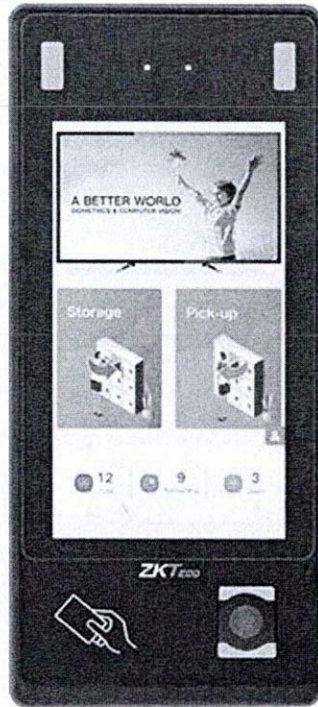 A BETTER WORLD
BIOMETRICS & COMPUTER VISION
Storage
Pick-up
12
9
3
ZKTECO